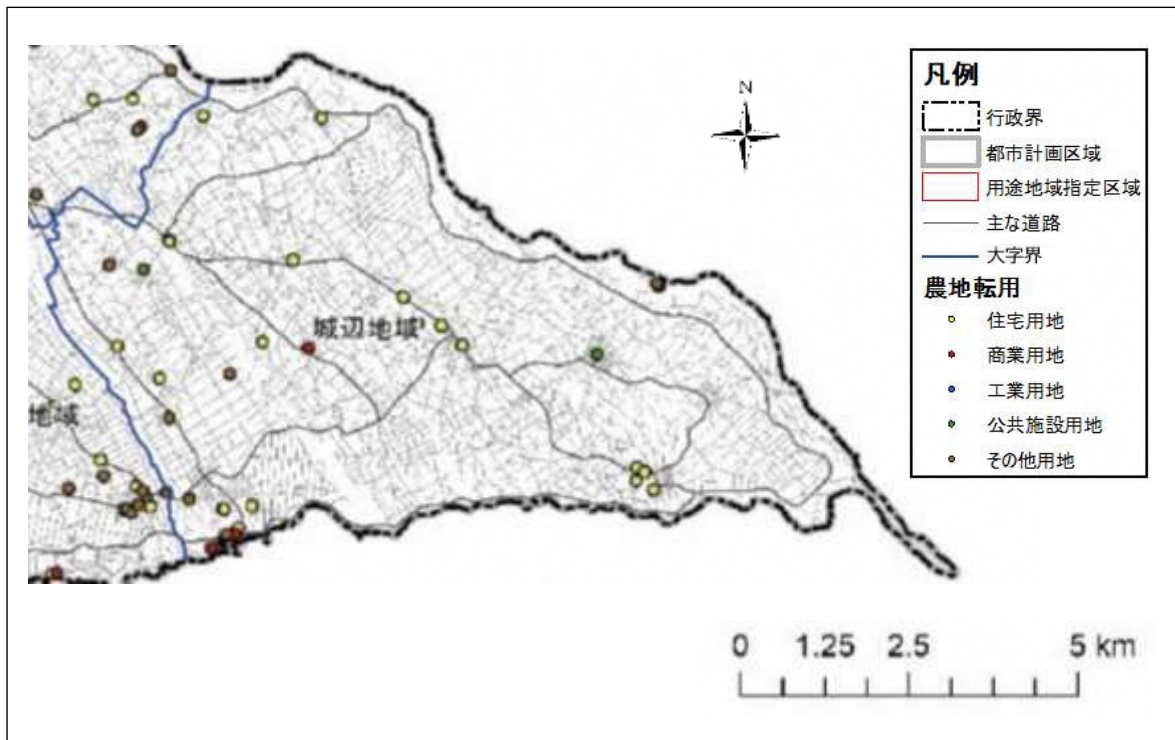 凡例
行政界
都市計画区域
用途地域指定区域
主な道路
大字界
農地転用
住宅用地
商業用地
工業用地
公共施設用地
その他用地
N
城辺地域
地域
0 1.25 2.5 5 km